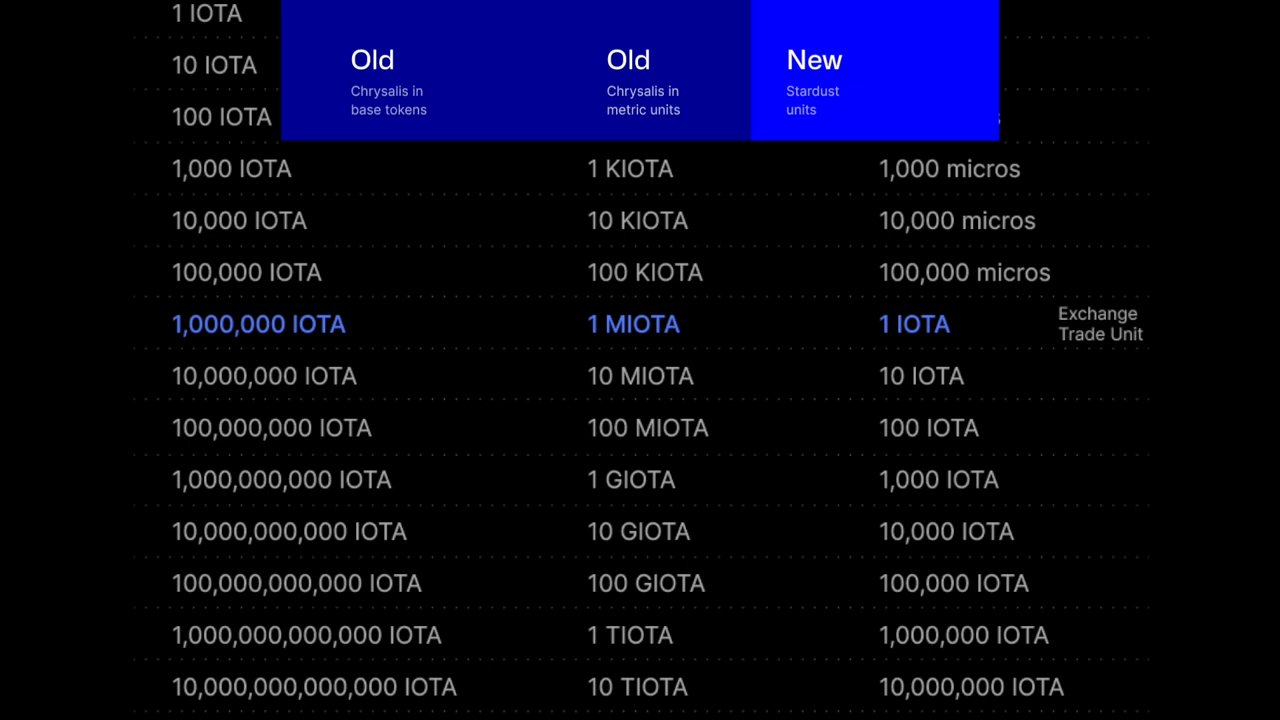 1 IOTA
10 IOTA
100 IOTA
Old
Chrysalis in
base tokens
Old
Chrysalis in
metric units
New
Stardust
units
1,000 IOTA 1 KIOTA 1,000 micros
10,000 IOTA 10 KIOTA 10,000 micros
100,000 IOTA 100 KIOTA 100,000 micros
1,000,000 IOTA 1 MIOTA 1 IOTA
Exchange
Trade Unit
10,000,000 IOTA 10 MIOTA 10 IOTA
100,000,000 IOTA 100 MIOTA 100 IOTA
1,000,000,000 IOTA 1 GIOTA 1,000 IOTA
10,000,000,000 IOTA 10 GIOTA 10,000 IOTA
100,000,000,000 IOTA 100 GIOTA 100,000 IOTA
1,000,000,000,000 IOTA 1 TIOTA 1,000,000 IOTA
10,000,000,000,000 IOTA 10 TIOTA 10,000,000 IOTA